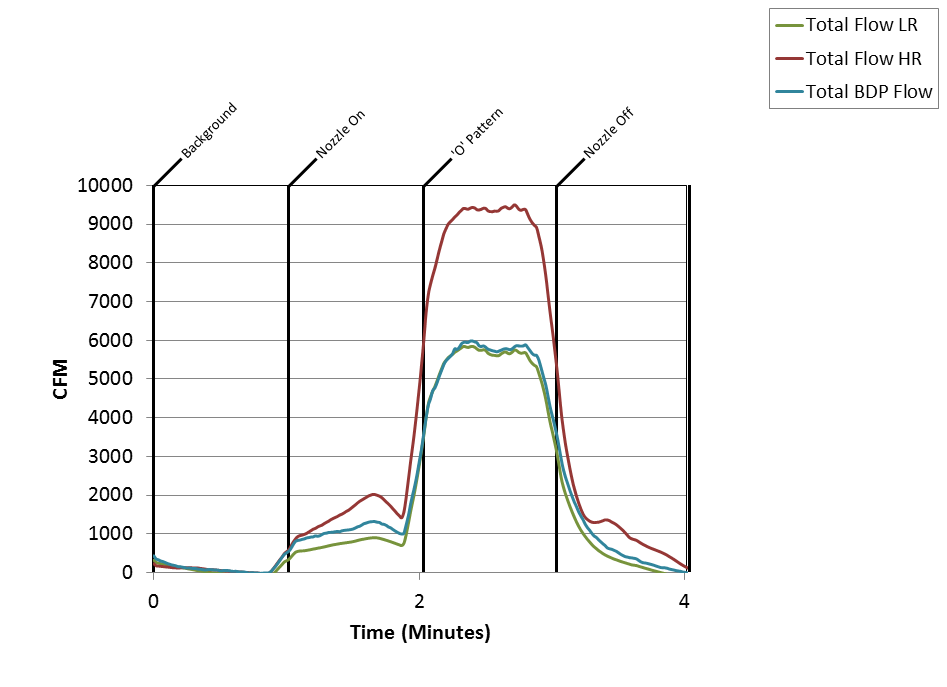 Total Flow LR
Total Flow HR
Total BDP Flow
Background
Nozzle On
'O' Pattern
Nozzle Off
10000
9000
8000
7000
6000
5000
4000
3000
2000
1000
0
CFM
0 2 4
Time (Minutes)